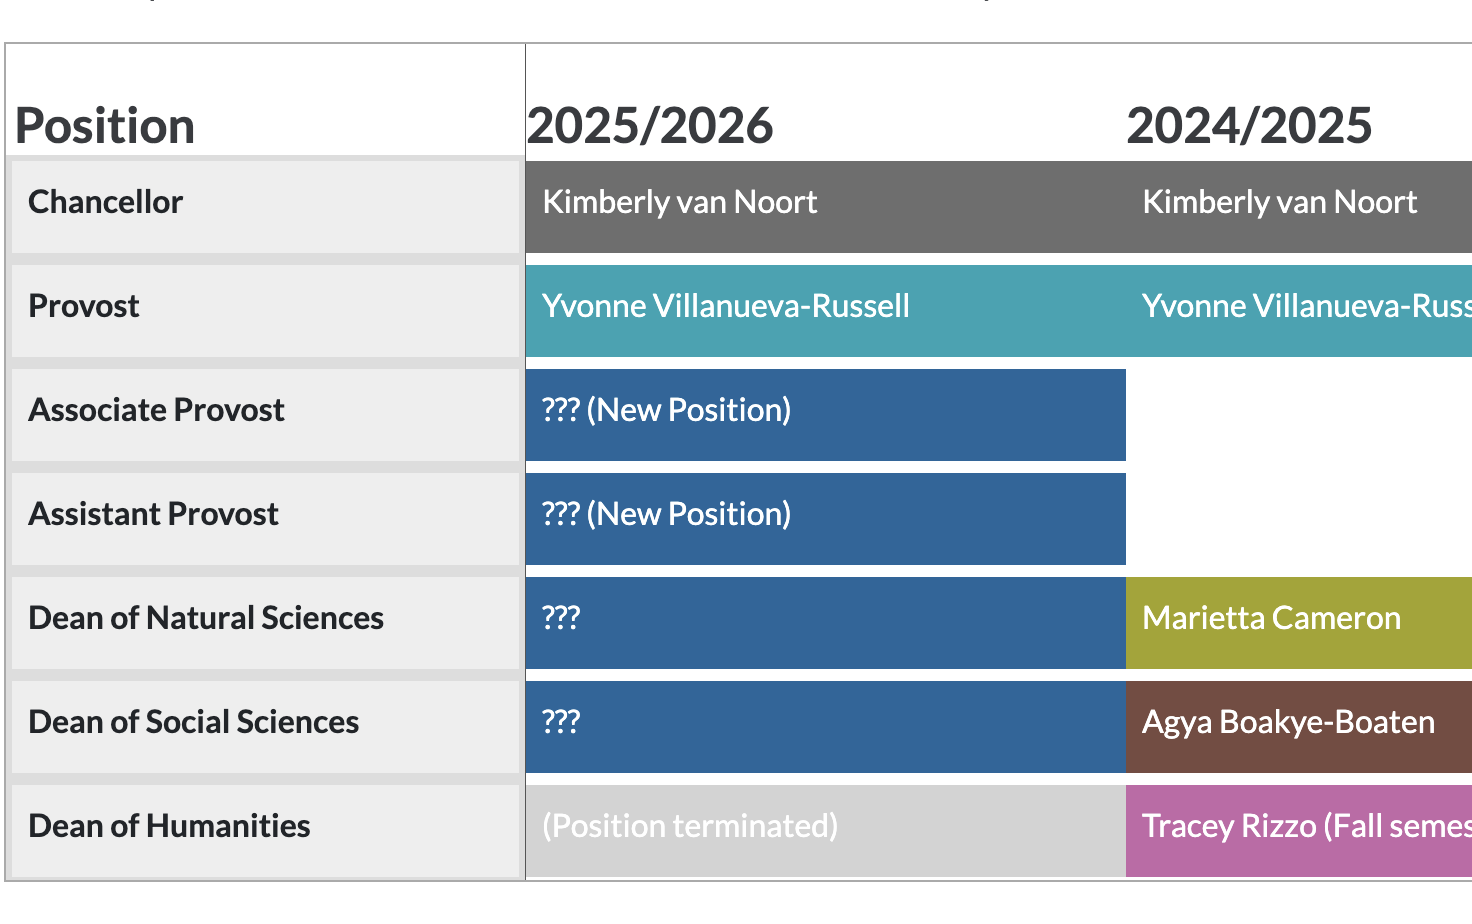 Position 2025/2026 2024/2025
Chancellor Kimberly van Noort Kimberly van Noort
Provost Yvonne Villanueva-Russell Yvonne Villanueva-Russ
Associate Provost ??? (New Position)
Assistant Provost ??? (New Position)
Dean of Natural Sciences ??? Marietta Cameron
Dean of Social Sciences ??? Agya Boakye-Boaten
Dean of Humanities (Position terminated) Tracey Rizzo (Fall semes